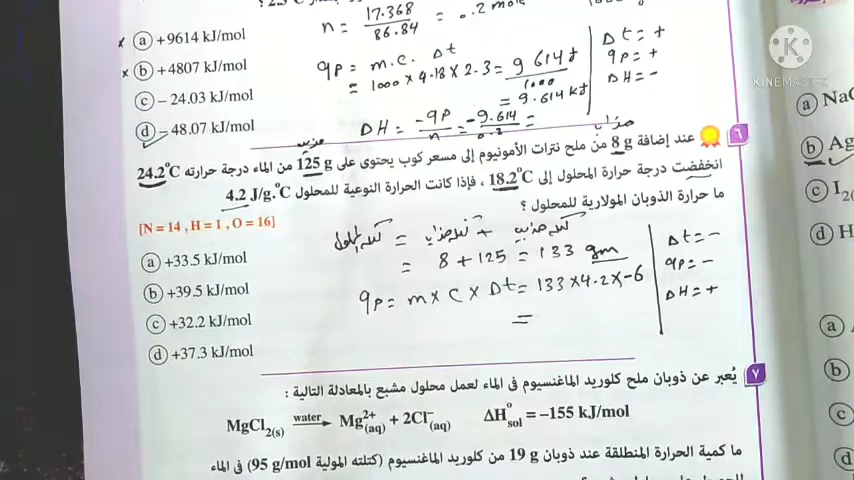 n = 17.368 / 86.84 = 0.2 mole
ⓐ +9614 kJ/mol
ⓑ +4807 kJ/mol
ⓒ – 24.03 kJ/mol
ⓓ – 48.07 kJ/mol
qp = m.c. Δt
= 1000 × 4.18 × 2.3 = 9614 J / 1000
= 9.614 kJ
ΔH = -qp / n = -9.614 / 0.2 =
Δt = +
qp = +
ΔH = -
KINEMASTER
٦ عند إضافة 8 g من ملح نترات الأمونيوم إلى مسعر كوب يحتوى على 125 g من الماء درجة حرارته 24.2°C
انخفضت درجة حرارة المحلول إلى 18.2°C ، فإذا كانت الحرارة النوعية للمحلول 4.2 J/g.°C
ما حرارة الذوبان المولارية للمحلول ؟
[N = 14 , H = 1 , O = 16]
ⓐ +33.5 kJ/mol
ⓑ +39.5 kJ/mol
ⓒ +32.2 kJ/mol
ⓓ +37.3 kJ/mol
= 8 + 125 = 133 gm
qp = m × C × Δt = 133 × 4.2 × -6
=
Δt = -
qp = -
ΔH = +
٧ يُعبر عن ذوبان ملح كلوريد الماغنسيوم فى الماء لعمل محلول مشبع بالمعادلة التالية :
MgCl2(s) water→ Mg2+(aq) + 2Cl–(aq) ΔH°sol = –155 kJ/mol
ما كمية الحرارة المنطلقة عند ذوبان 19 g من كلوريد الماغنسيوم (كتلته المولية 95 g/mol) فى الماء
ⓐ NaC
ⓑ Ag
ⓒ I2(
ⓓ H
ⓐ
ⓑ
ⓒ
ⓓ